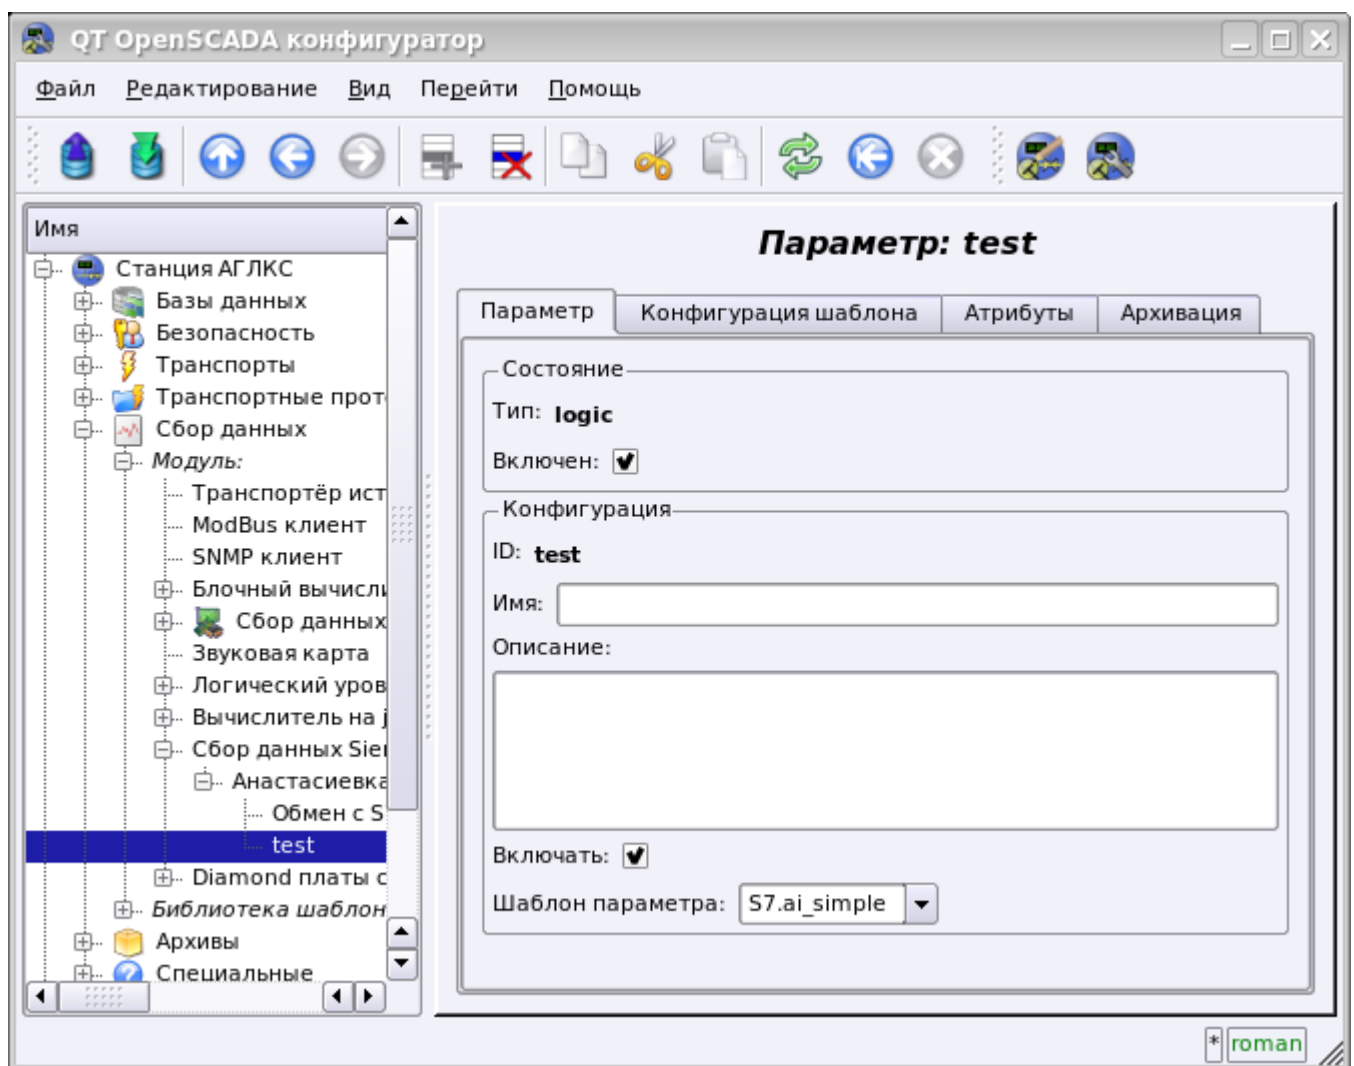 QT OpenSCADA конфигуратор
Файл Редактирование Вид Перейти Помощь
Имя
Станция АГЛКС
Базы данных
Безопасность
Транспорты
Транспортные прот
Сбор данных
Модуль:
Транспортёр ист
ModBus клиент
SNMP клиент
Блочный вычисли
Сбор данных
Звуковая карта
Логический уров
Вычислитель на j
Сбор данных Sie
Анастасиевка
Обмен с S
test
Diamond платы с
Библиотека шаблон
Архивы
Специальные
Параметр: test
Параметр Конфигурация шаблона Атрибуты Архивация
Состояние
Тип: logic
Включен:
Конфигурация
ID: test
Имя:
Описание:
Включать:
Шаблон параметра: S7.ai_simple
* roman